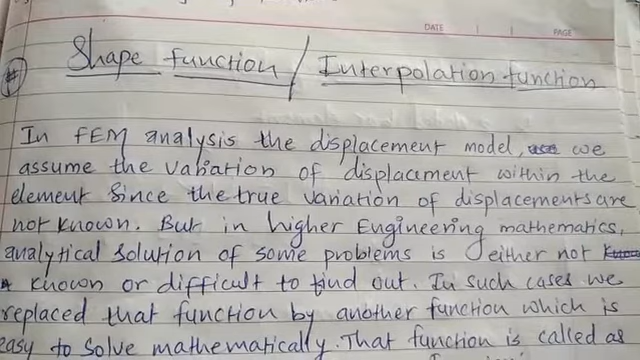 DATE
PAGE
Shape function / Interpolation function
In FEM analysis the displacement model, we
assume the vabiation of displacement within the
element since the true variation of displacements are
not known. But in higher Engineering mathematics,
analytical solution of some problems is either not
known or difficult to find out. In such cases we
replaced that function by another function which is
easy to solve mathematically. That function is called as